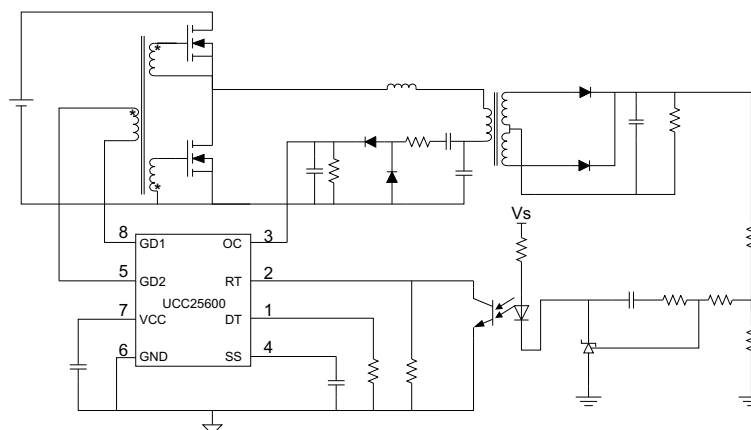 Vs
8 GD1 OC 3
5 GD2 RT 2
UCC25600
7 VCC DT 1
6 GND SS 4